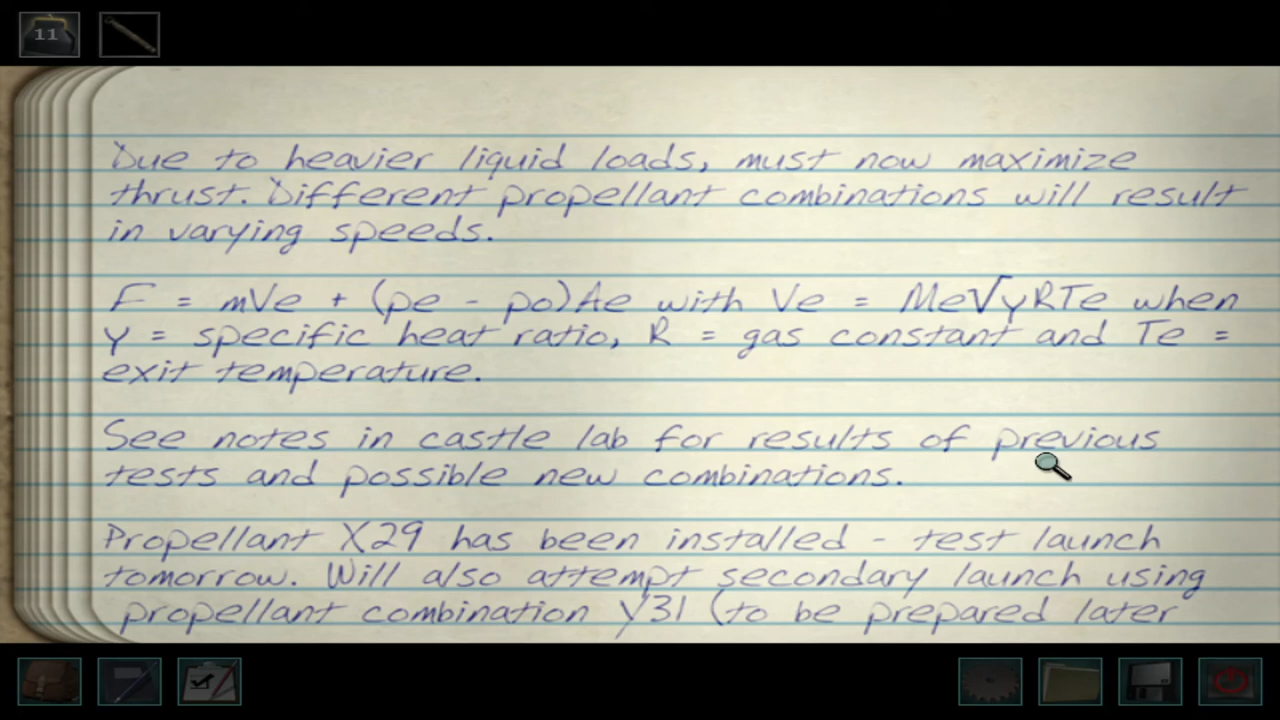 11
Due to heavier liquid loads, must now maximize
thrust. Different propellant combinations will result
in varying speeds.
F = mVe + (pe - po)Ae with Ve = Me√γRTe when
γ = specific heat ratio, R = gas constant and Te =
exit temperature.
See notes in castle lab for results of previous
tests and possible new combinations.
Propellant X29 has been installed - test launch
tomorrow. Will also attempt secondary launch using
propellant combination Y31 (to be prepared later